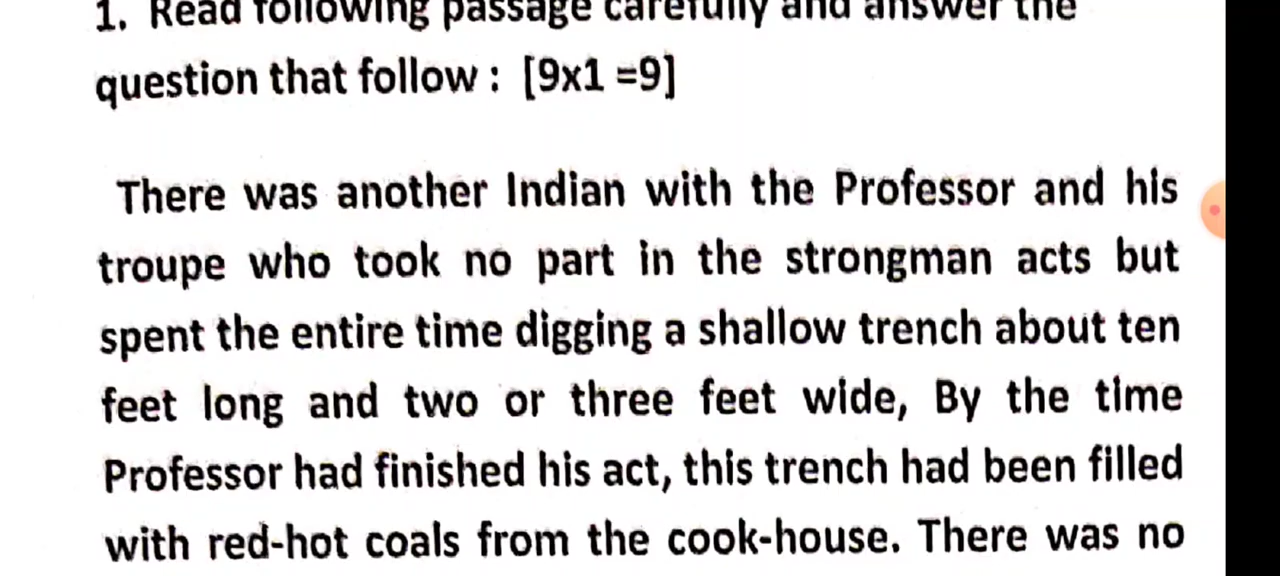 1. Read following passage carefully and answer the
question that follow : [9x1 =9]
There was another Indian with the Professor and his
troupe who took no part in the strongman acts but
spent the entire time digging a shallow trench about ten
feet long and two or three feet wide, By the time
Professor had finished his act, this trench had been filled
with red-hot coals from the cook-house. There was no